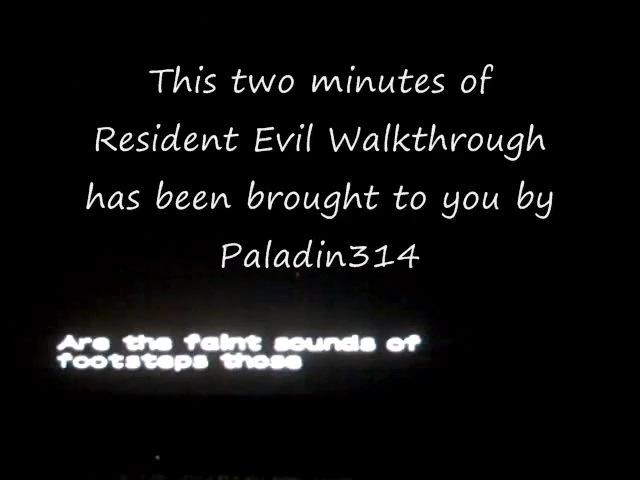 This two minutes of
Resident Evil Walkthrough
has been brought to you by
Paladin314
Are the faint sounds of
footsteps those